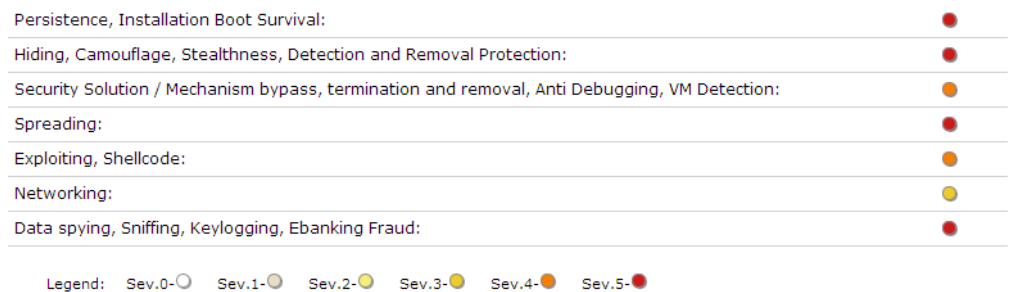 Persistence, Installation Boot Survival:
Hiding, Camouflage, Stealthness, Detection and Removal Protection:
Security Solution / Mechanism bypass, termination and removal, Anti Debugging, VM Detection:
Spreading:
Exploiting, Shellcode:
Networking:
Data spying, Sniffing, Keylogging, Ebanking Fraud:
Legend: Sev.0- Sev.1- Sev.2- Sev.3- Sev.4- Sev.5-